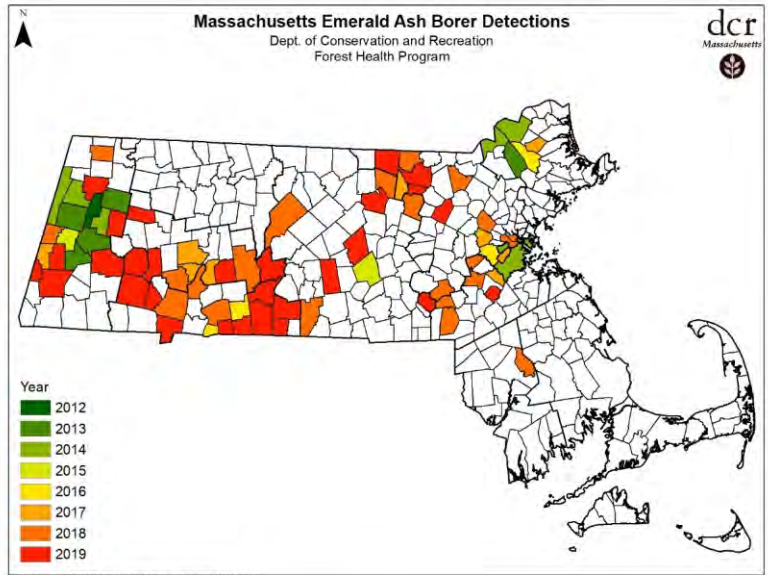 Massachusetts Emerald Ash Borer Detections
Dept. of Conservation and Recreation
Forest Health Program
N
dcr
Massachusetts
Year
2012
2013
2014
2015
2016
2017
2018
2019